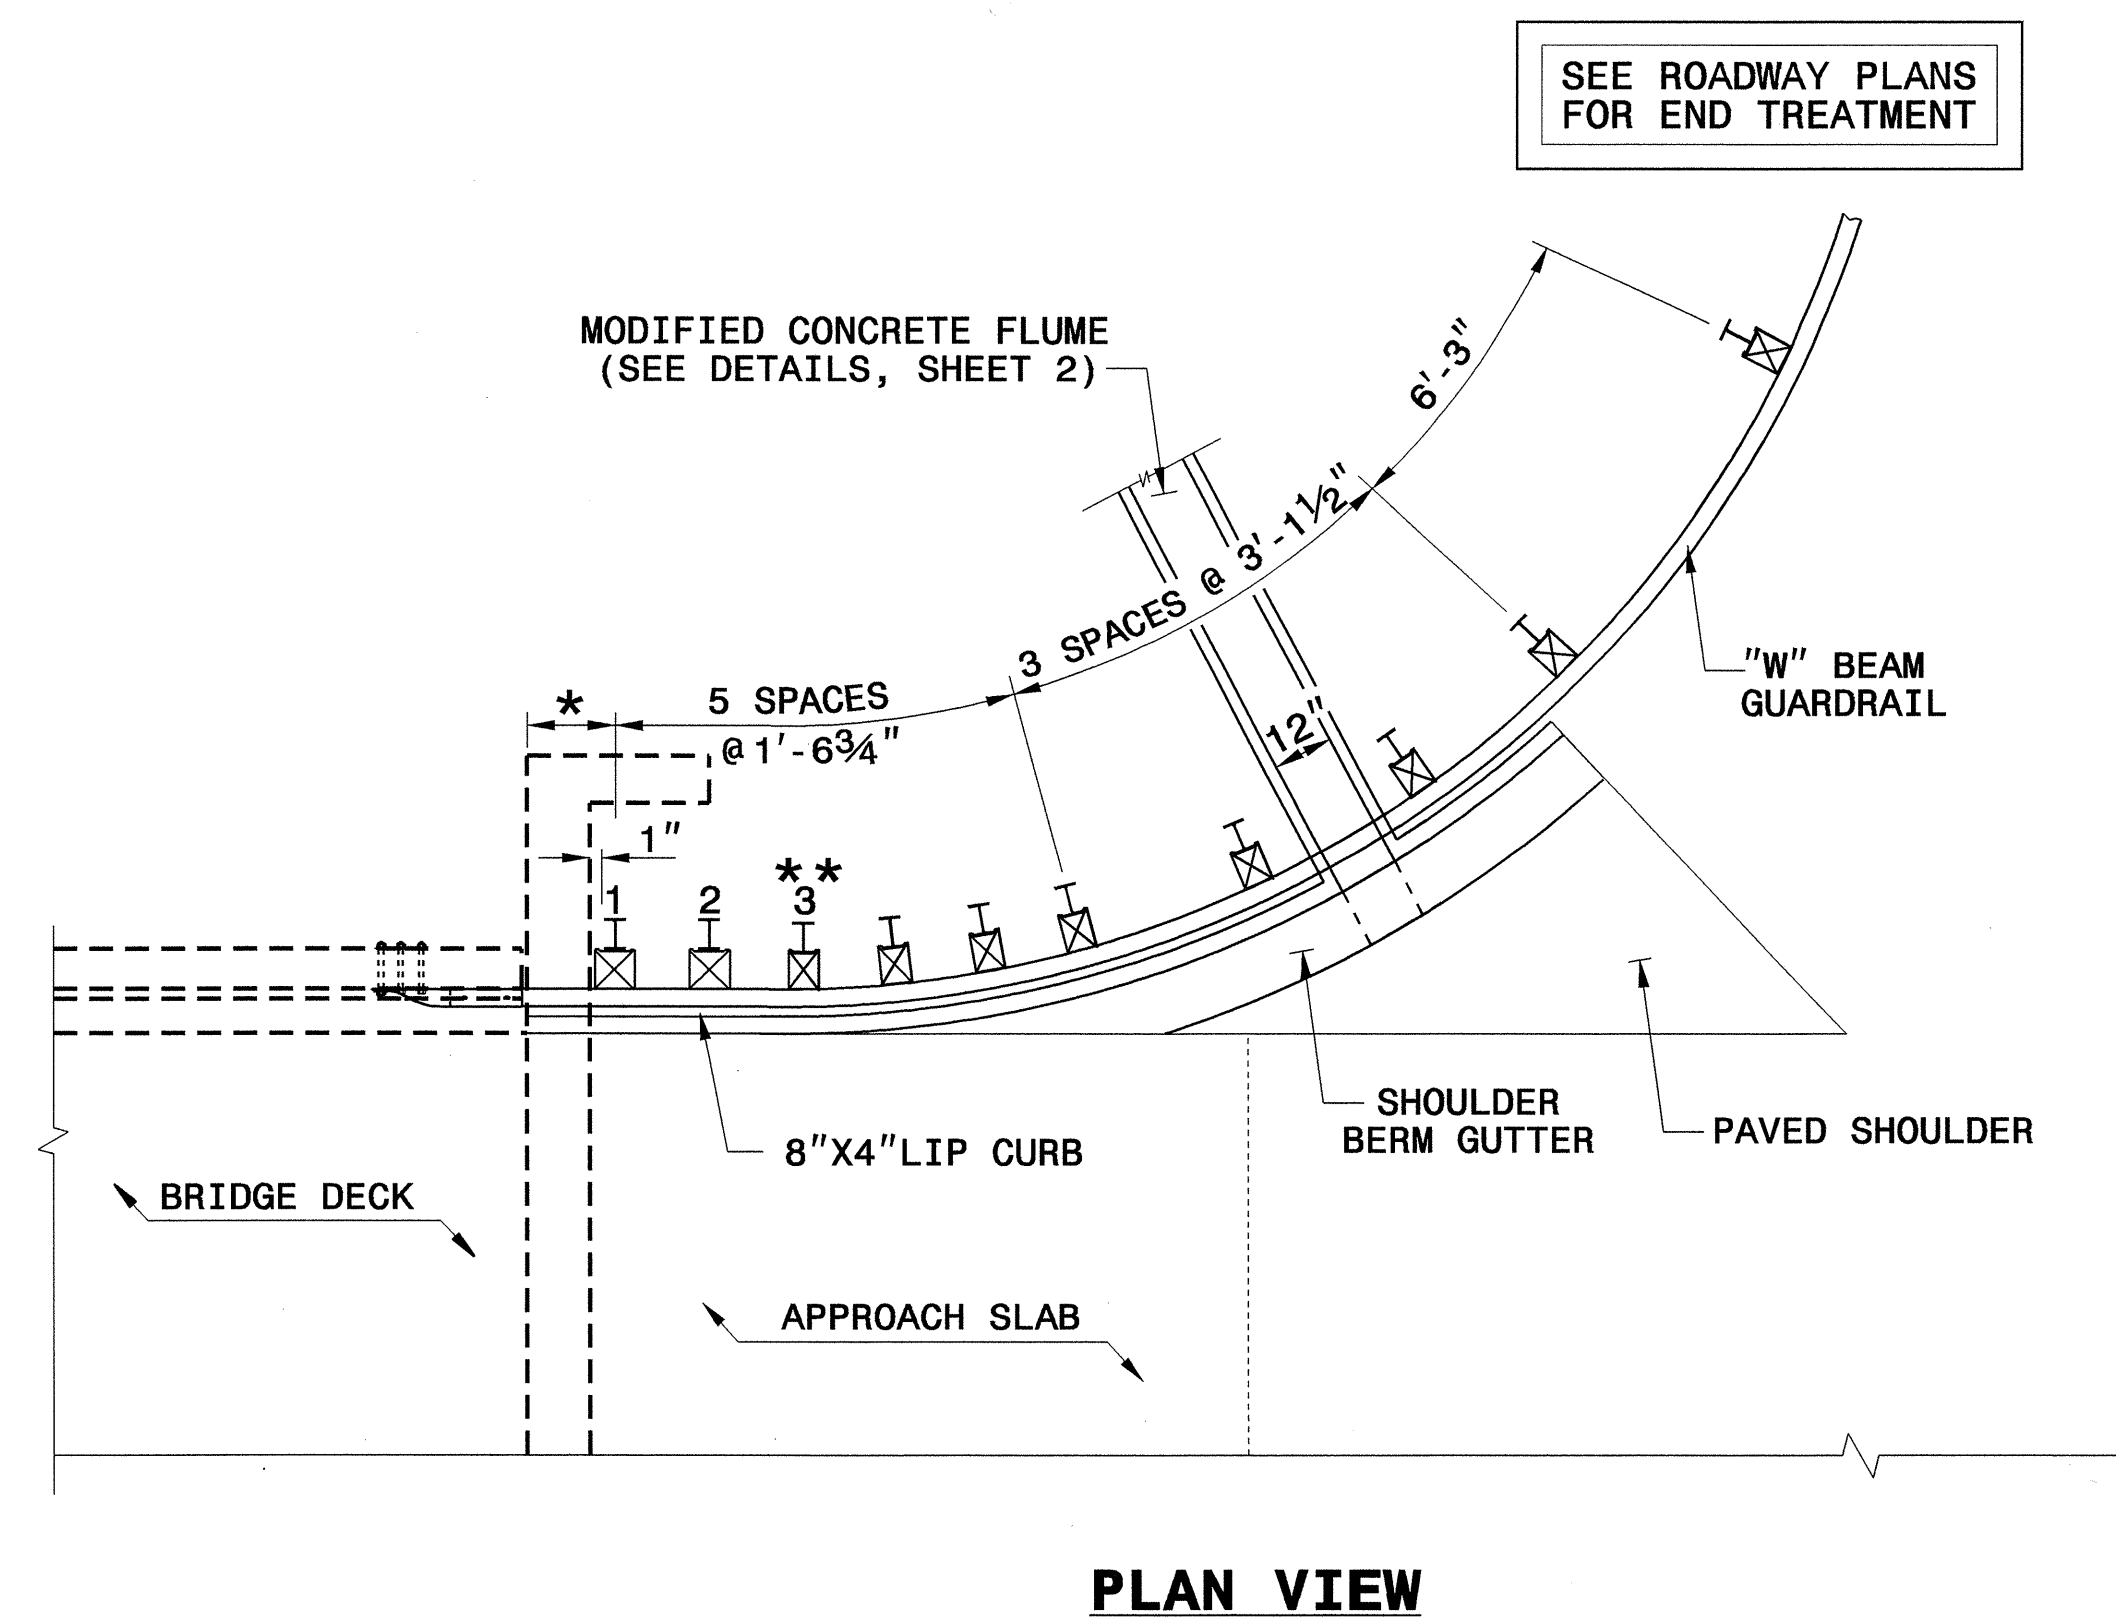 SEE ROADWAY PLANS
FOR END TREATMENT
MODIFIED CONCRETE FLUME
(SEE DETAILS, SHEET 2)
6'-3"
3 SPACES @ 3'-1½"
*
5 SPACES
@ 1'-6¾"
12"
"W" BEAM
GUARDRAIL
1"
**
1 2 3
8"X4" LIP CURB
SHOULDER
BERM GUTTER
PAVED SHOULDER
BRIDGE DECK
APPROACH SLAB
PLAN VIEW